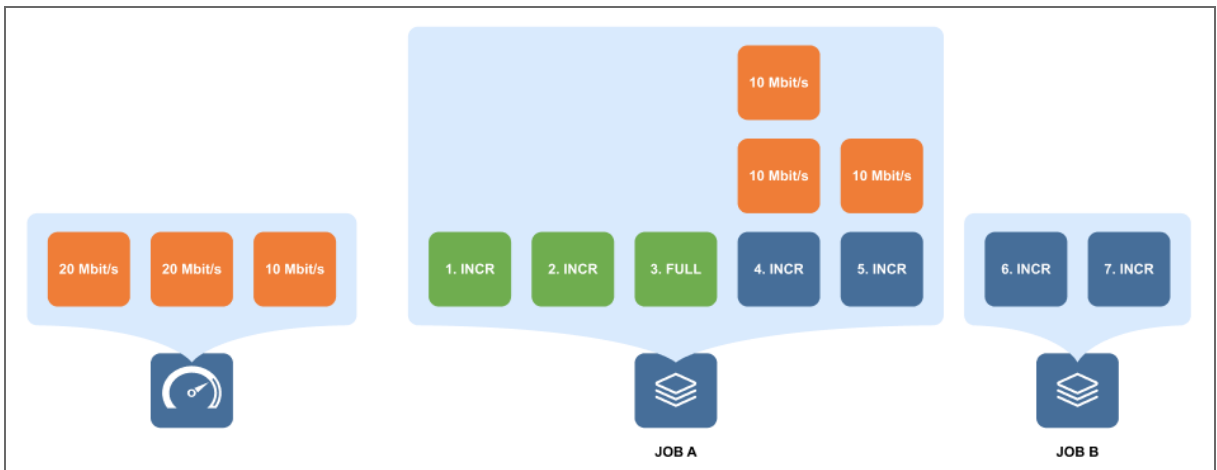 10 Mbit/s
10 Mbit/s 10 Mbit/s
20 Mbit/s 20 Mbit/s 10 Mbit/s 1. INCR 2. INCR 3. FULL 4. INCR 5. INCR 6. INCR 7. INCR
JOB A JOB B